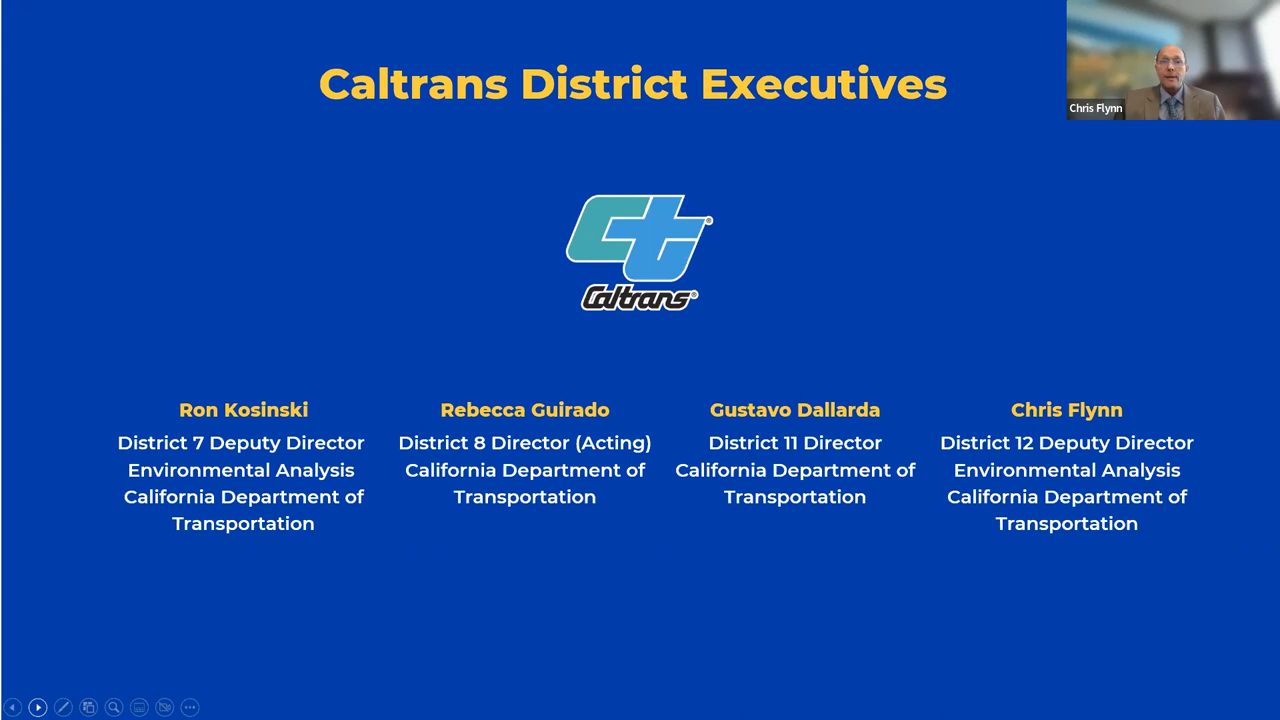 Caltrans District Executives
Chris Flynn
Ct®
Caltrans®
Ron Kosinski
District 7 Deputy Director
Environmental Analysis
California Department of
Transportation
Rebecca Guirado
District 8 Director (Acting)
California Department of
Transportation
Gustavo Dallarda
District 11 Director
California Department of
Transportation
Chris Flynn
District 12 Deputy Director
Environmental Analysis
California Department of
Transportation